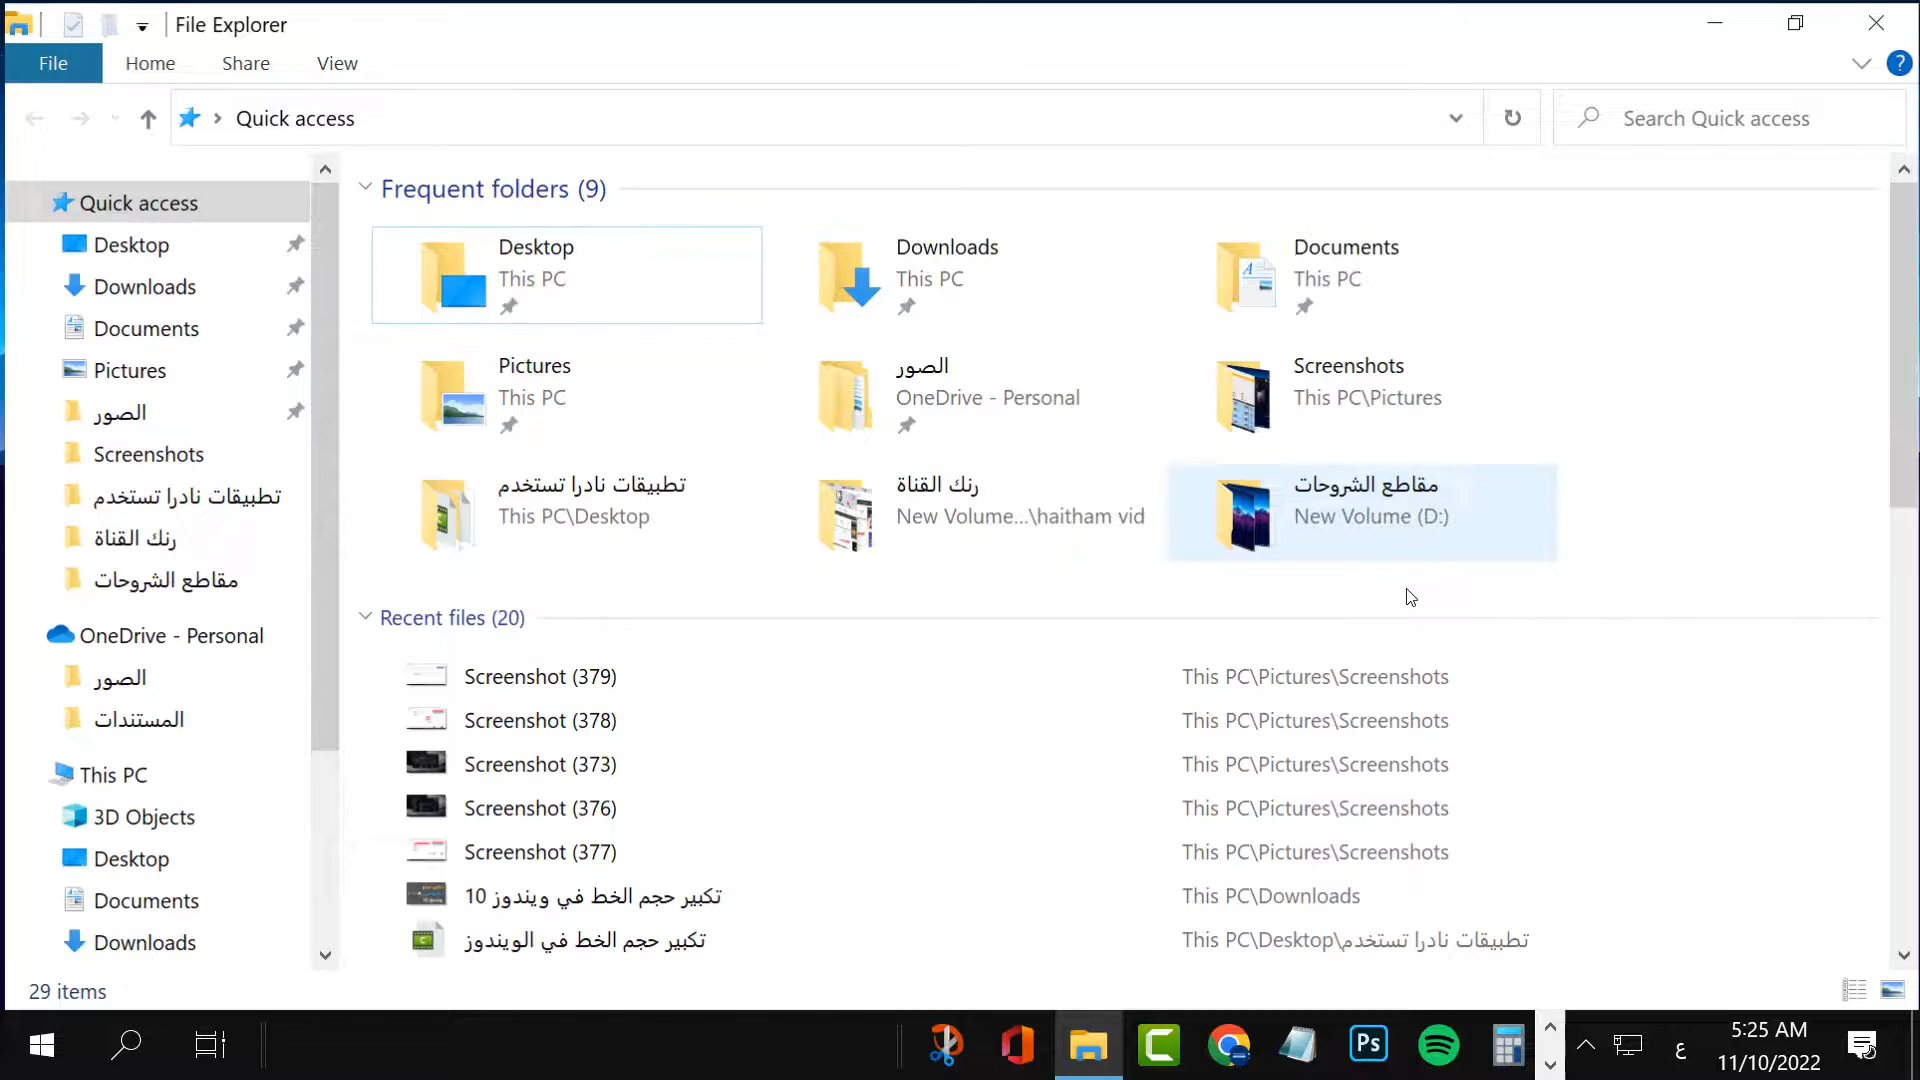 File Explorer
File
Home
Share
View
Quick access
Search Quick access
Quick access
Desktop
Downloads
Documents
Pictures
الصور
Screenshots
تطبيقات نادرا تستخدم
رنك القناة
مقاطع الشروحات
OneDrive - Personal
الصور
المستندات
This PC
3D Objects
Desktop
Documents
Downloads
Frequent folders (9)
Desktop
This PC
Downloads
This PC
Documents
This PC
Pictures
This PC
الصور
OneDrive - Personal
Screenshots
This PC\Pictures
تطبيقات نادرا تستخدم
This PC\Desktop
رنك القناة
New Volume...\haitham vid
مقاطع الشروحات
New Volume (D:)
Recent files (20)
Screenshot (379)
This PC\Pictures\Screenshots
Screenshot (378)
This PC\Pictures\Screenshots
Screenshot (373)
This PC\Pictures\Screenshots
Screenshot (376)
This PC\Pictures\Screenshots
Screenshot (377)
This PC\Pictures\Screenshots
تكبير حجم الخط في ويندوز 10
This PC\Downloads
تكبير حجم الخط في الويندوز
This PC\Desktop\تطبيقات نادرا تستخدم
29 items
Ps
ع
5:25 AM
11/10/2022